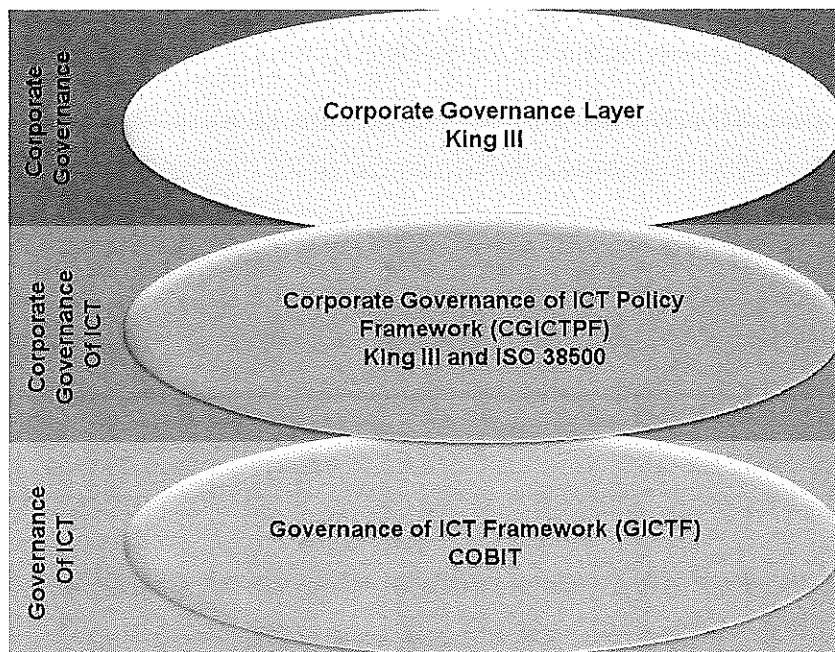 Corporate
Governance
Corporate Governance Layer
King III
Corporate
Governance
Of ICT
Corporate Governance of ICT Policy
Framework (CGICTPF)
King III and ISO 38500
Governance
Of ICT
Governance of ICT Framework (GICTF)
COBIT